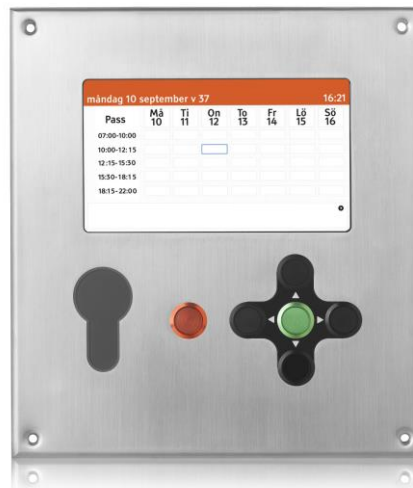 måndag 10 september v 37 16:21
Pass Må 10 Ti 11 On 12 To 13 Fr 14 Lö 15 Sö 16
07:00-10:00
10:00-12:15
12:15-15:30
15:30-18:15
18:15-22:00